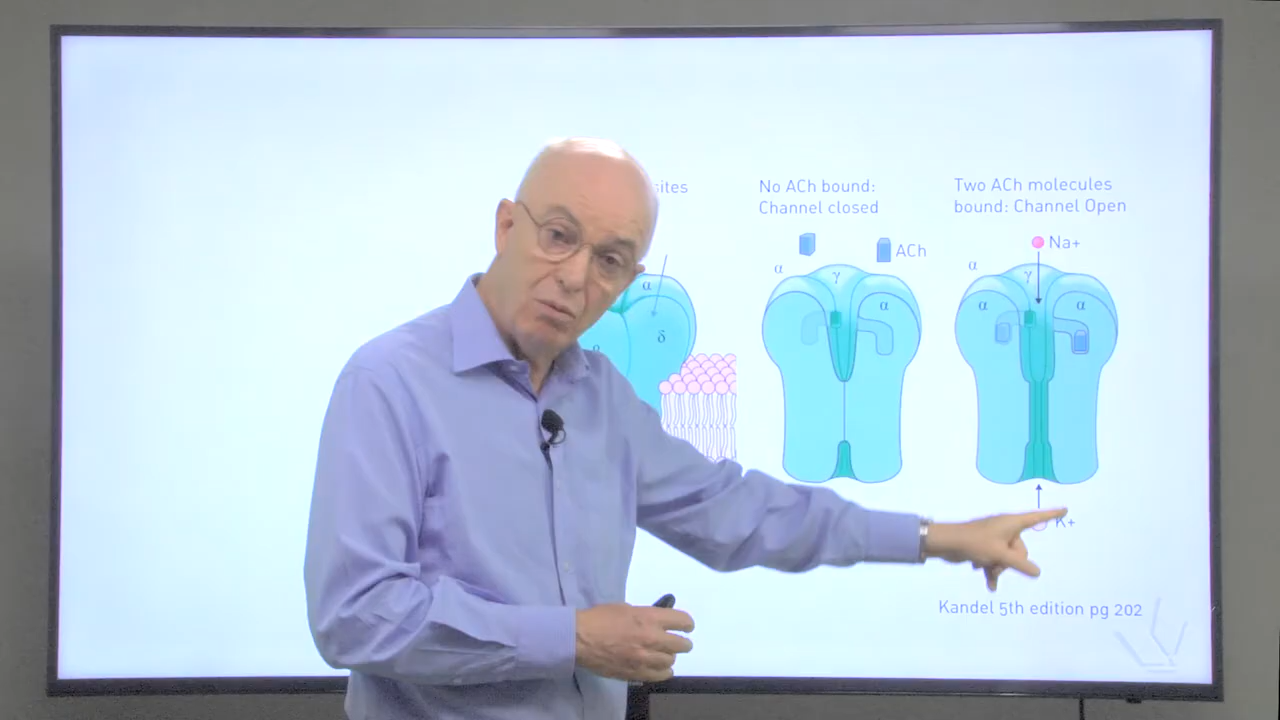 sites
α
δ
No ACh bound:
Channel closed
ACh
α
γ
α
Two ACh molecules
bound: Channel Open
Na+
α
γ
α
α
K+
Kandel 5th edition pg 202